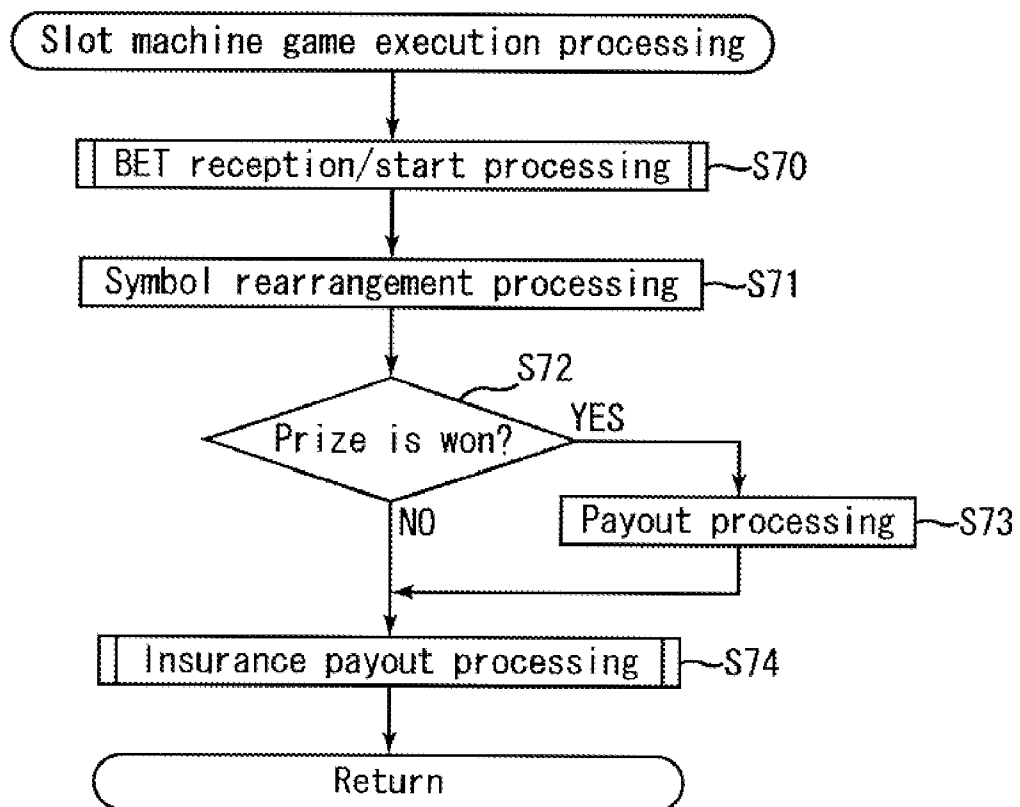 Slot machine game execution processing
BET reception/start processing
S70
Symbol rearrangement processing
S71
S72
Prize is won?
YES
NO
Payout processing
S73
Insurance payout processing
S74
Return